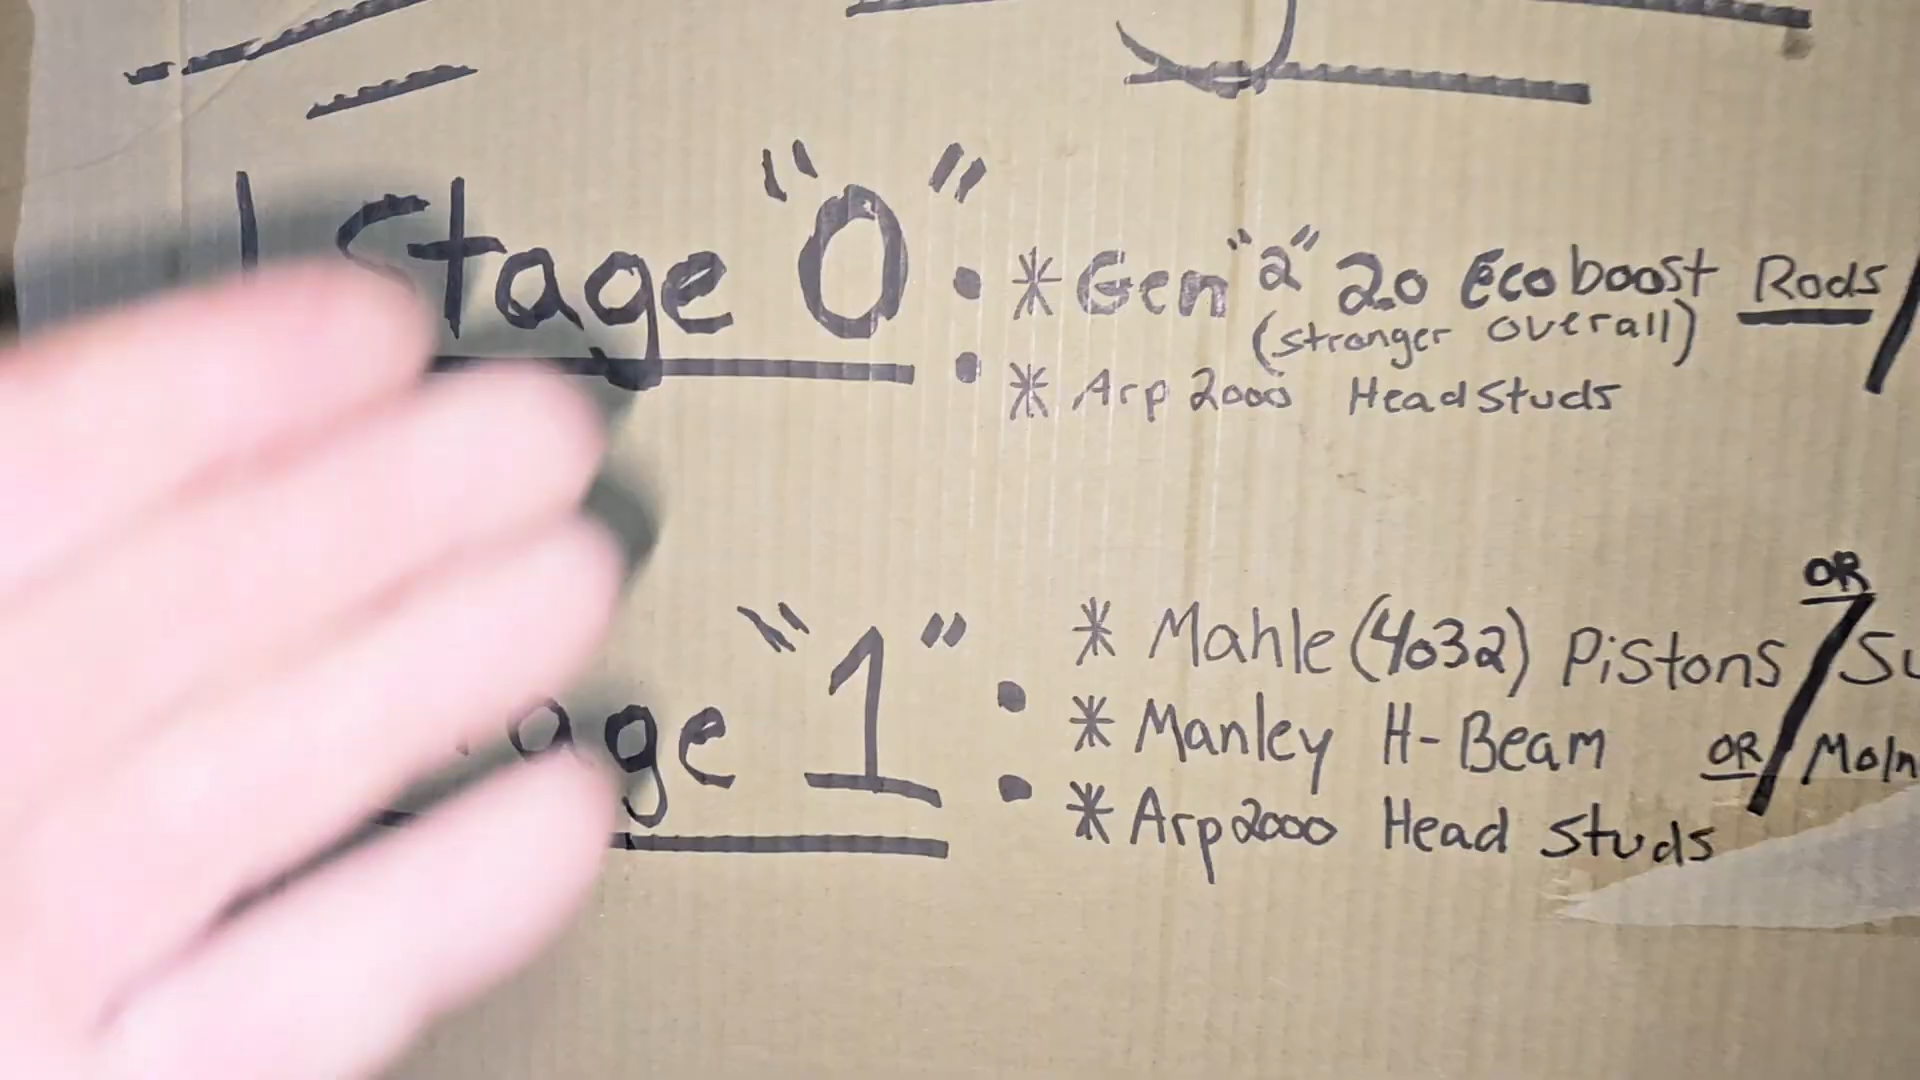 Stage "0" : * Gen "2" 2.0 Ecoboost Rods /
(stronger overall)
* Arp 2000 Head Studs
OR
"1" : * Mahle (4032) Pistons /
* Manley H-Beam OR /
* Arp 2000 Head Studs